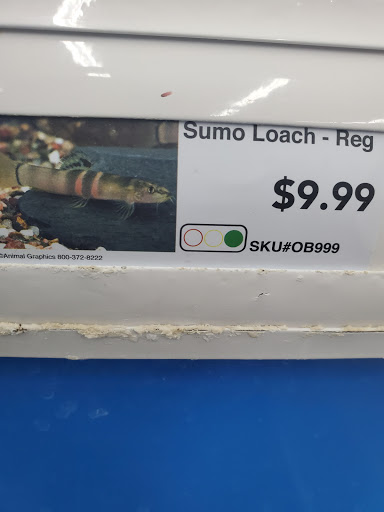 Sumo Loach - Reg
$9.99
SKU#OB999
©Animal Graphics 800-372-8222